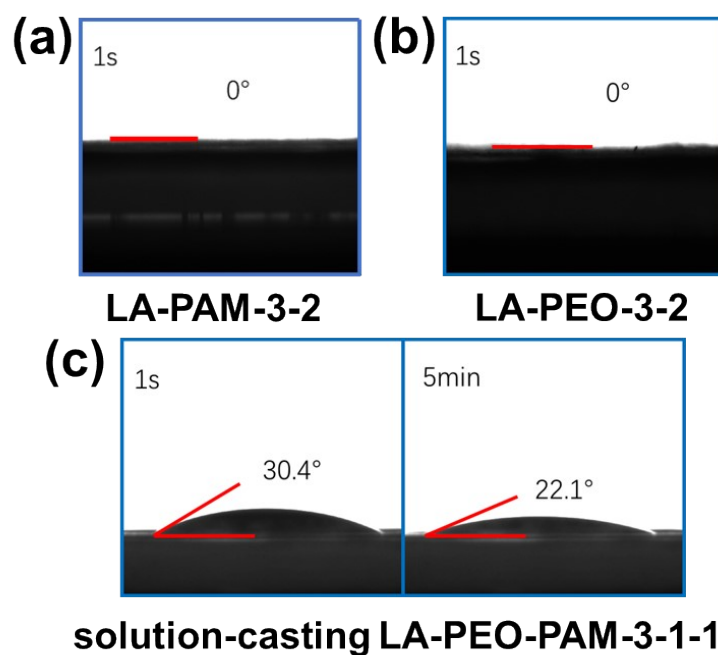 (a)
1s
0°
LA-PAM-3-2
(b)
1s
0°
LA-PEO-3-2
(c)
1s
30.4°
5min
22.1°
solution-casting LA-PEO-PAM-3-1-1